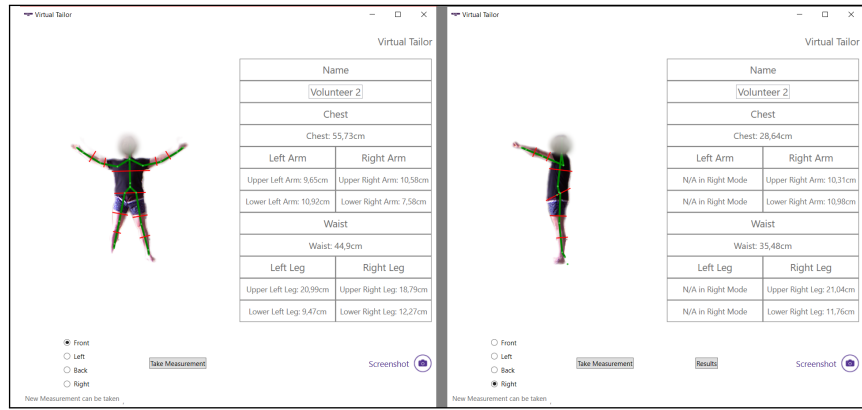 Virtual Tailor
Virtual Tailor
Name
Volunteer 2
Chest
Chest: 55,73cm
Left Arm Right Arm
Upper Left Arm: 9,65cm Upper Right Arm: 10,58cm
Lower Left Arm: 10,92cm Lower Right Arm: 7,58cm
Waist
Waist: 44,9cm
Left Leg Right Leg
Upper Left Leg: 20,99cm Upper Right Leg: 18,79cm
Lower Left Leg: 9,47cm Lower Right Leg: 12,27cm
Front
Left
Back
Right
Take Measurement
Screenshot
New Measurement can be taken
Virtual Tailor
Virtual Tailor
Name
Volunteer 2
Chest
Chest: 28,64cm
Left Arm Right Arm
N/A in Right Mode Upper Right Arm: 10,31cm
N/A in Right Mode Lower Right Arm: 10,98cm
Waist
Waist: 35,48cm
Left Leg Right Leg
N/A in Right Mode Upper Right Leg: 21,04cm
N/A in Right Mode Lower Right Leg: 11,76cm
Front
Left
Back
Right
Take Measurement
Results
Screenshot
New Measurement can be taken